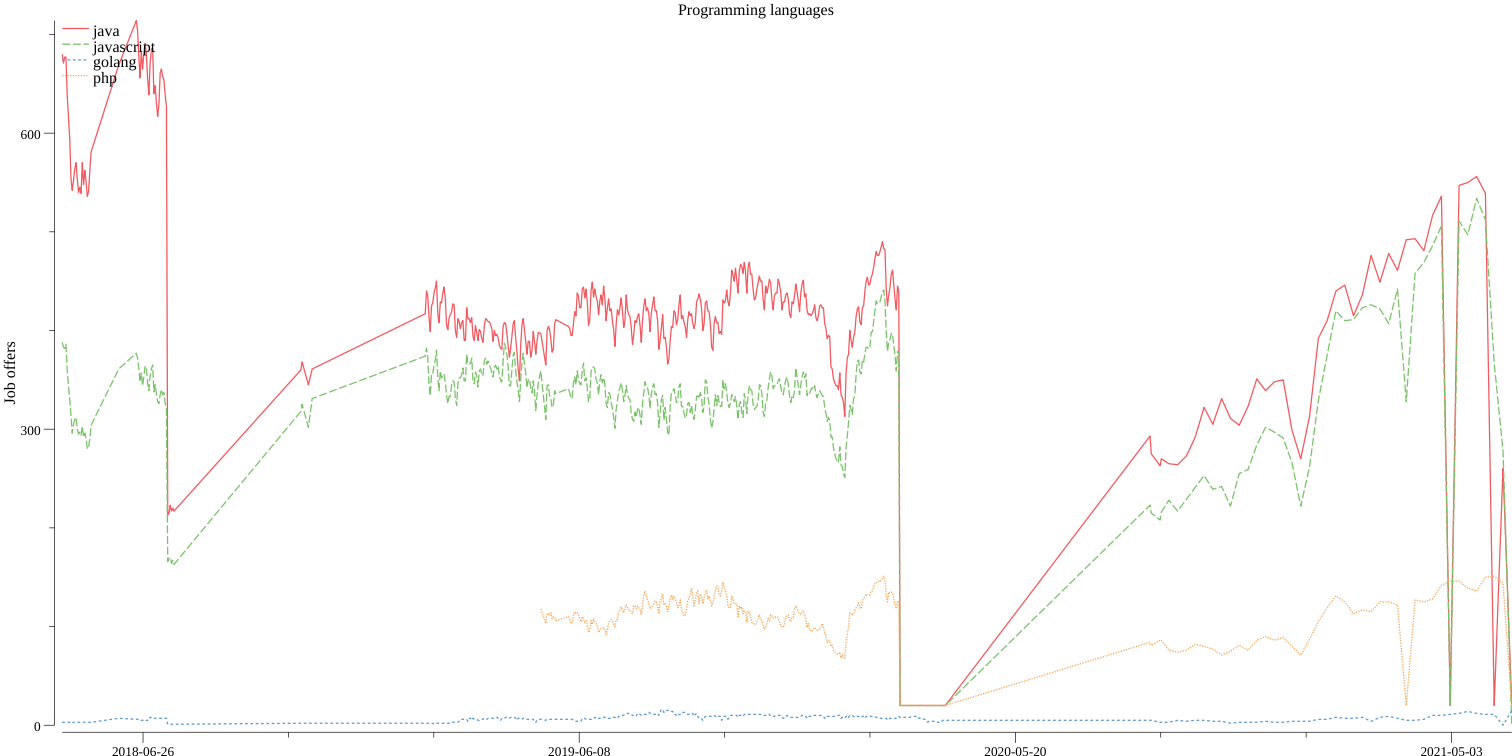 Programming languages
java
javascript
golang
php
Job offers
600
300
0
2018-06-26
2019-06-08
2020-05-20
2021-05-03